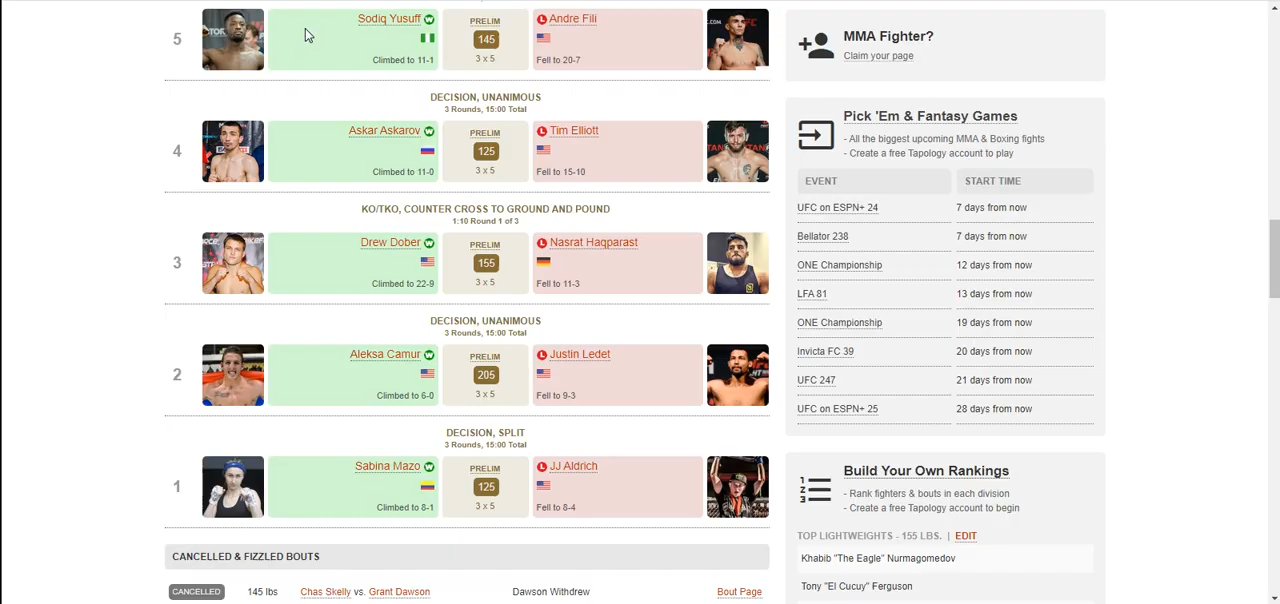 5
Sodiq Yusuff W
Climbed to 11-1
PRELIM
145
3 x 5
L Andre Fili
Fell to 20-7
DECISION, UNANIMOUS
3 Rounds, 15:00 Total
4
Askar Askarov W
Climbed to 11-0
PRELIM
125
3 x 5
L Tim Elliott
Fell to 15-10
KO/TKO, COUNTER CROSS TO GROUND AND POUND
1:10 Round 1 of 3
3
Drew Dober W
Climbed to 22-9
PRELIM
155
3 x 5
L Nasrat Haqparast
Fell to 11-3
DECISION, UNANIMOUS
3 Rounds, 15:00 Total
2
Aleksa Camur W
Climbed to 6-0
PRELIM
205
3 x 5
L Justin Ledet
Fell to 9-3
DECISION, SPLIT
3 Rounds, 15:00 Total
1
Sabina Mazo W
Climbed to 8-1
PRELIM
125
3 x 5
L JJ Aldrich
Fell to 8-4
CANCELLED & FIZZLED BOUTS
CANCELLED 145 lbs Chas Skelly vs. Grant Dawson Dawson Withdrew Bout Page
MMA Fighter?
Claim your page
Pick 'Em & Fantasy Games
- All the biggest upcoming MMA & Boxing fights
- Create a free Tapology account to play
EVENT START TIME
UFC on ESPN+ 24 7 days from now
Bellator 238 7 days from now
ONE Championship 12 days from now
LFA 81 13 days from now
ONE Championship 19 days from now
Invicta FC 39 20 days from now
UFC 247 21 days from now
UFC on ESPN+ 25 28 days from now
Build Your Own Rankings
- Rank fighters & bouts in each division
- Create a free Tapology account to begin
TOP LIGHTWEIGHTS - 155 LBS. | EDIT
Khabib "The Eagle" Nurmagomedov
Tony "El Cucuy" Ferguson